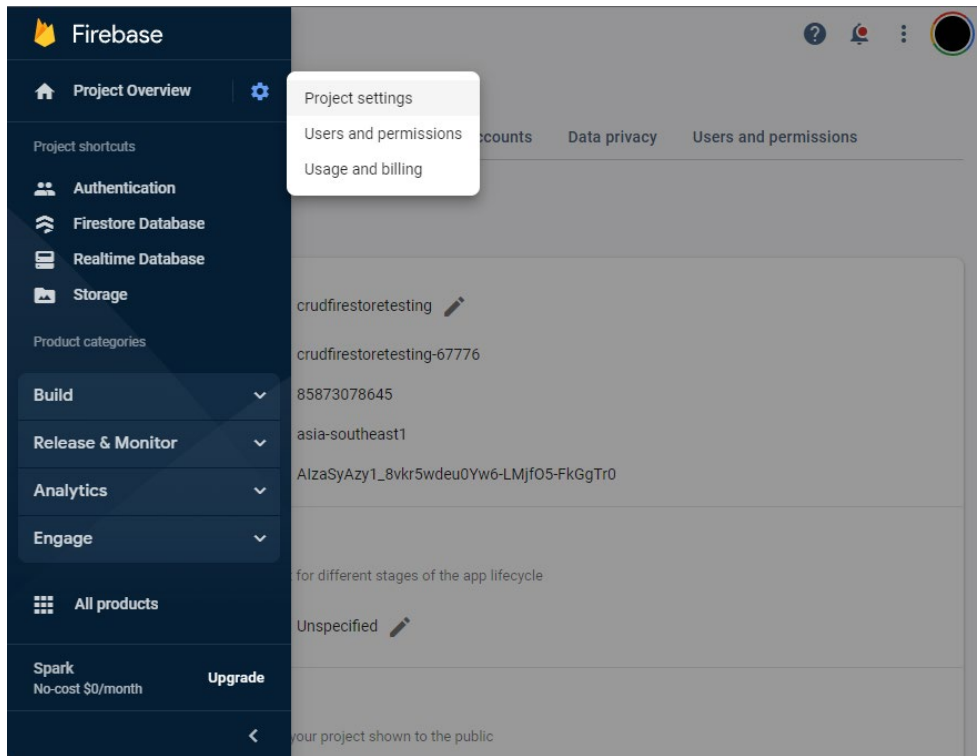 Firebase
Project Overview
Project settings
Users and permissions
Usage and billing
ccounts Data privacy Users and permissions
Project shortcuts
Authentication
Firestore Database
Realtime Database
Storage
Product categories
Build
Release & Monitor
Analytics
Engage
All products
Spark
No-cost $0/month
Upgrade
crudfirestoretesting
crudfirestoretesting-67776
85873078645
asia-southeast1
AIzaSyAzy1_8vkr5wdeu0Yw6-LMjfO5-FkGgTr0
for different stages of the app lifecycle
Unspecified
your project shown to the public